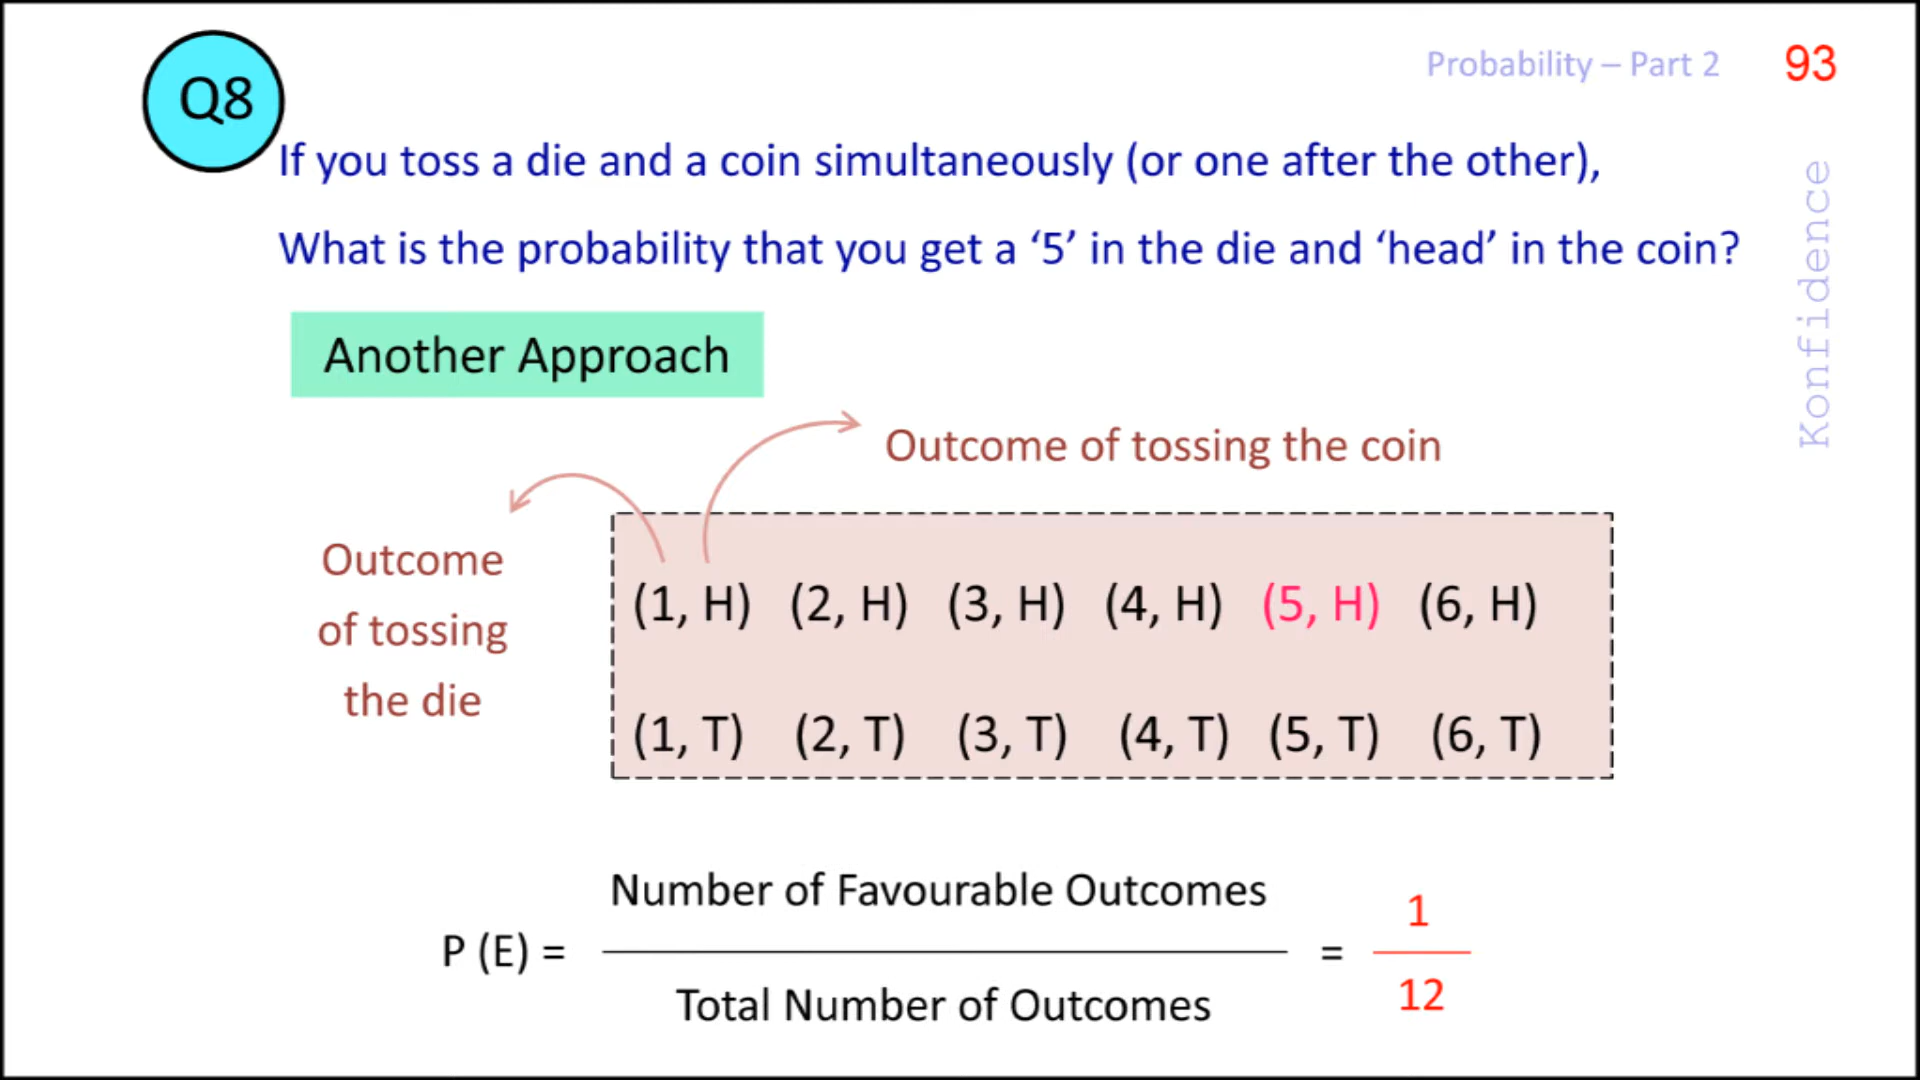 Q8
Probability – Part 2
93
If you toss a die and a coin simultaneously (or one after the other),
What is the probability that you get a ‘5’ in the die and ‘head’ in the coin?
Konfidence
Another Approach
Outcome of tossing the coin
Outcome
of tossing
the die
(1, H) (2, H) (3, H) (4, H) (5, H) (6, H)
(1, T) (2, T) (3, T) (4, T) (5, T) (6, T)
Number of Favourable Outcomes
P (E) =
Total Number of Outcomes
=
1
12